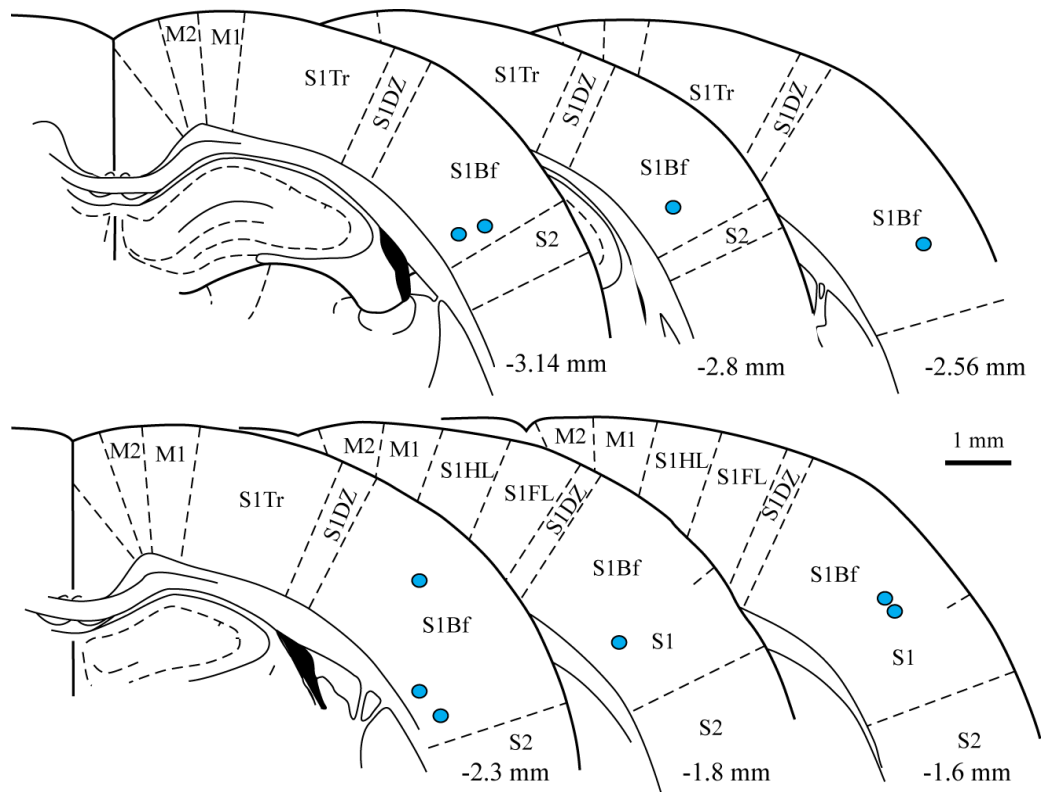 M2 M1
S1Tr
S1DZ
S1Bf
S2
-3.14 mm
S1Tr
S1DZ
S1Bf
S2
-2.8 mm
S1Tr
S1DZ
S1Bf
-2.56 mm
1 mm
M2 M1
S1Tr
S1DZ
S1Bf
S2
-2.3 mm
M2 M1
S1HL
S1FL
S1DZ
S1Bf
S1
S2
-1.8 mm
M2 M1
S1HL
S1FL
S1DZ
S1Bf
S1
S2
-1.6 mm